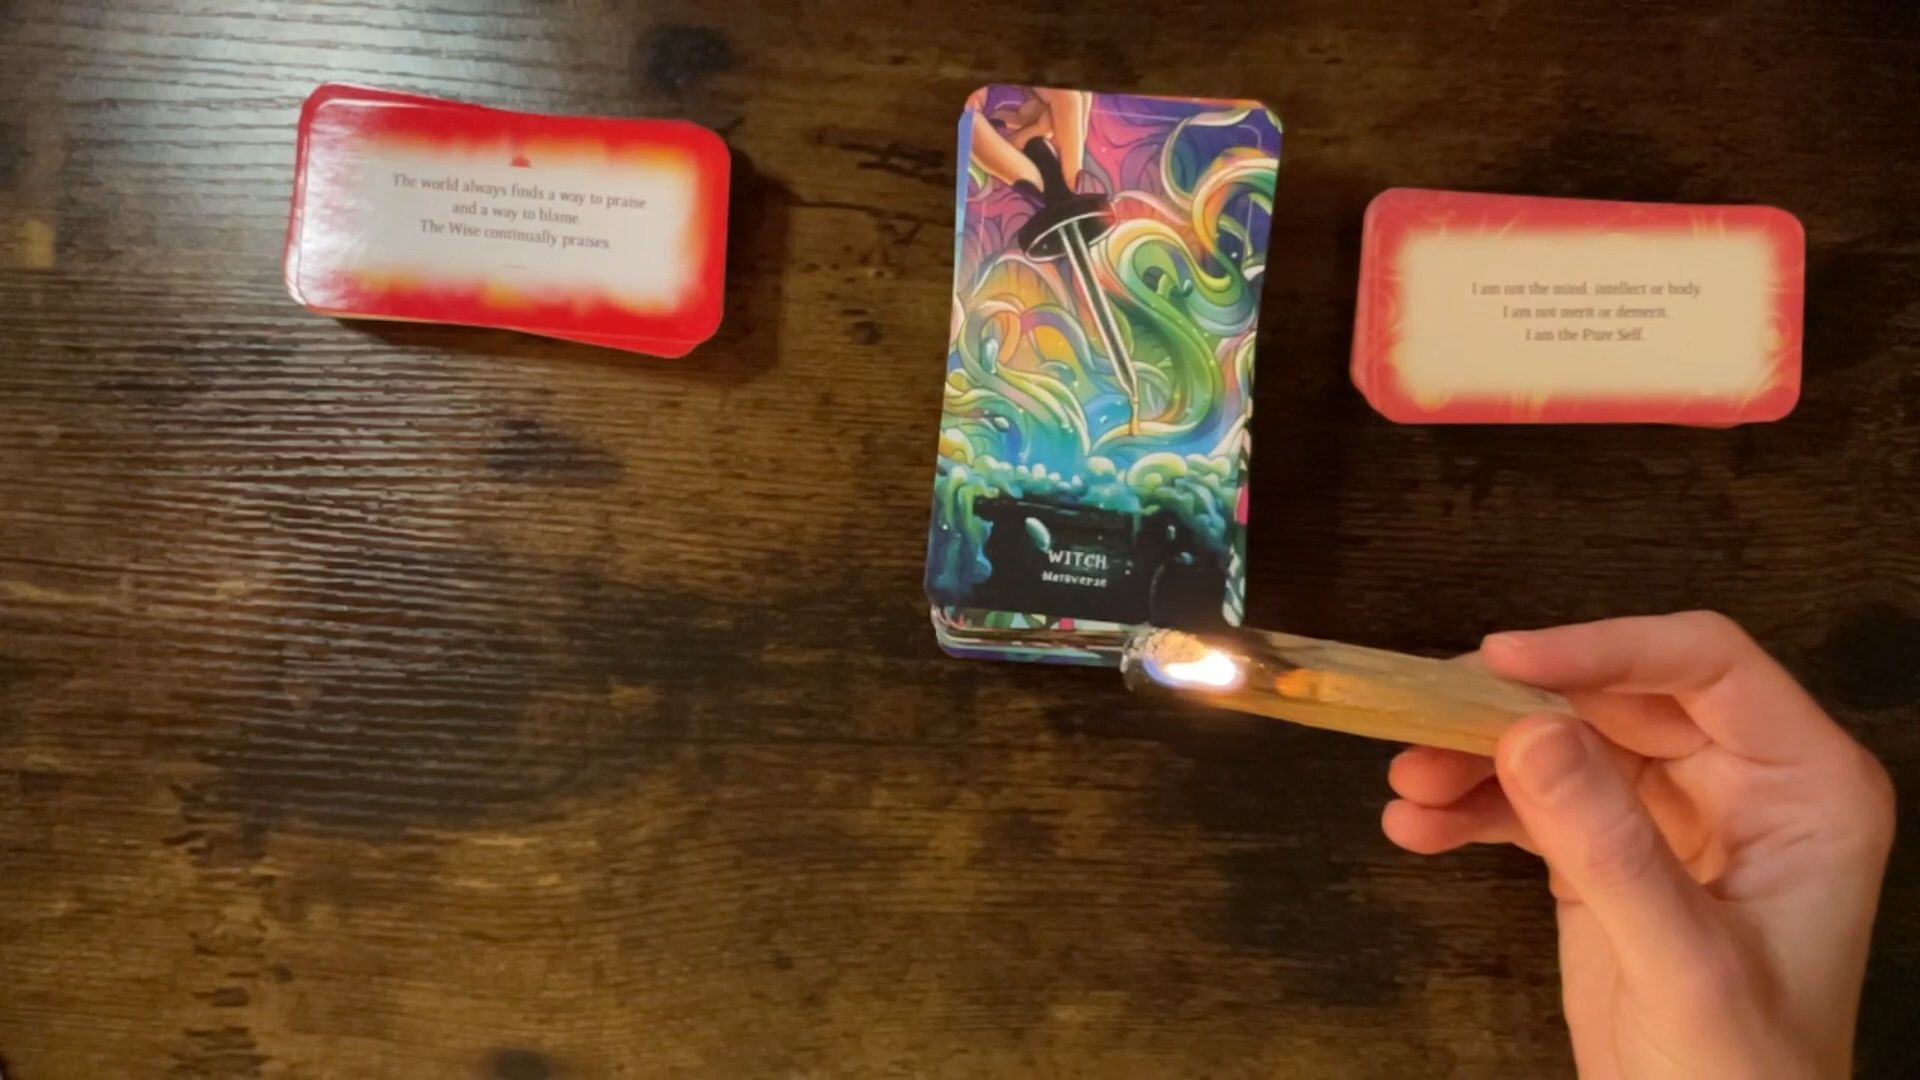 The world always finds a way to praise
and a way to blame.
The Wise continually praises.
WITCH
Metaverse
I am not the mind, intellect or body.
I am not merit or demerit.
I am the Pure Self.